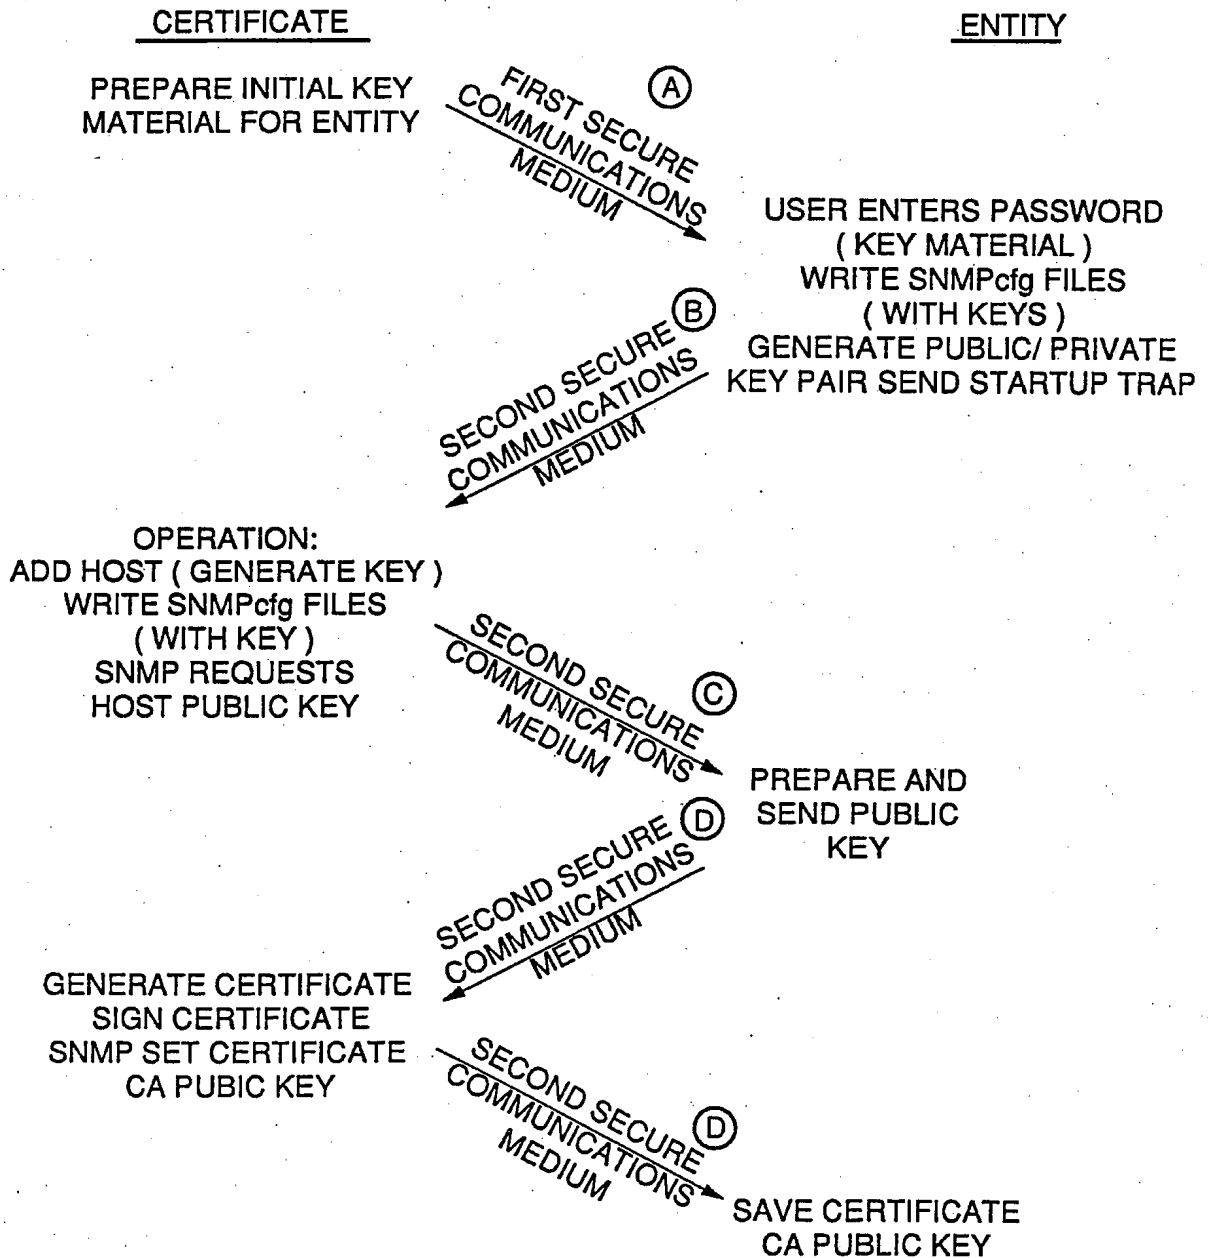 CERTIFICATE
ENTITY
PREPARE INITIAL KEY
MATERIAL FOR ENTITY
A
FIRST SECURE
COMMUNICATIONS
MEDIUM
USER ENTERS PASSWORD
( KEY MATERIAL )
WRITE SNMPcfg FILES
( WITH KEYS )
GENERATE PUBLIC/ PRIVATE
KEY PAIR SEND STARTUP TRAP
B
SECOND SECURE
COMMUNICATIONS
MEDIUM
OPERATION:
ADD HOST ( GENERATE KEY )
WRITE SNMPcfg FILES
( WITH KEY )
SNMP REQUESTS
HOST PUBLIC KEY
C
SECOND SECURE
COMMUNICATIONS
MEDIUM
PREPARE AND
SEND PUBLIC
KEY
D
SECOND SECURE
COMMUNICATIONS
MEDIUM
GENERATE CERTIFICATE
SIGN CERTIFICATE
SNMP SET CERTIFICATE
CA PUBIC KEY
D
SECOND SECURE
COMMUNICATIONS
MEDIUM
SAVE CERTIFICATE
CA PUBLIC KEY